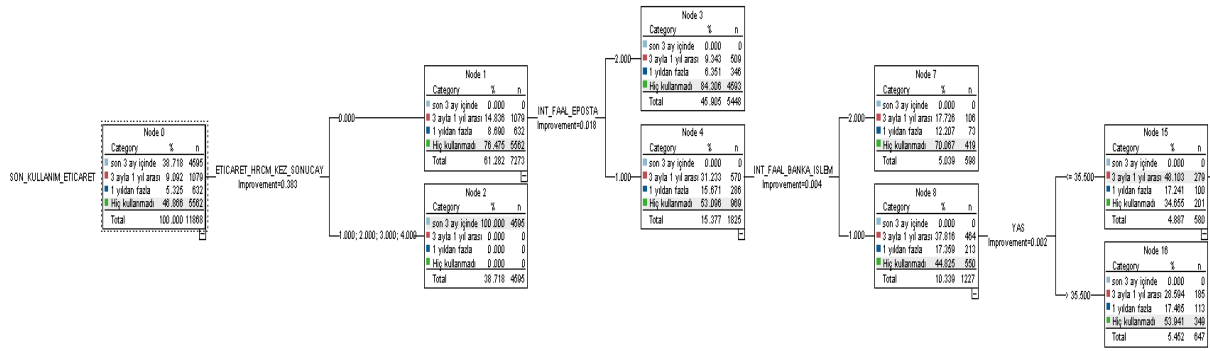 SON_KULLANIM_ETICARET
Node 0
Category % n
son 3 ay içinde 38.718 4595
3 ayla 1 yıl arası 9.092 1079
1 yıldan fazla 5.325 632
Hiç kullanmadı 46.866 5562
Total 100.000 11868
ETICARET_HRCM_KEZ_SONUCAY
Improvement=0.383
0.000
Node 1
Category % n
son 3 ay içinde 0.000 0
3 ayla 1 yıl arası 14.836 1079
1 yıldan fazla 8.690 632
Hiç kullanmadı 76.475 5562
Total 61.282 7273
1.000; 2.000; 3.000; 4.000
Node 2
Category % n
son 3 ay içinde 100.000 4595
3 ayla 1 yıl arası 0.000 0
1 yıldan fazla 0.000 0
Hiç kullanmadı 0.000 0
Total 38.718 4595
INT_FAAL_EPOSTA
Improvement=0.018
2.000
Node 3
Category % n
son 3 ay içinde 0.000 0
3 ayla 1 yıl arası 9.343 509
1 yıldan fazla 6.351 346
Hiç kullanmadı 84.306 4593
Total 45.905 5448
1.000
Node 4
Category % n
son 3 ay içinde 0.000 0
3 ayla 1 yıl arası 31.233 570
1 yıldan fazla 15.671 286
Hiç kullanmadı 53.096 969
Total 15.377 1825
INT_FAAL_BANKA_ISLEM
Improvement=0.004
2.000
Node 7
Category % n
son 3 ay içinde 0.000 0
3 ayla 1 yıl arası 17.726 106
1 yıldan fazla 12.207 73
Hiç kullanmadı 70.067 419
Total 5.039 598
1.000
Node 8
Category % n
son 3 ay içinde 0.000 0
3 ayla 1 yıl arası 37.816 464
1 yıldan fazla 17.359 213
Hiç kullanmadı 44.825 550
Total 10.339 1227
YAS
Improvement=0.002
<= 35.500
Node 15
Category % n
son 3 ay içinde 0.000 0
3 ayla 1 yıl arası 48.103 279
1 yıldan fazla 17.241 100
Hiç kullanmadı 34.655 201
Total 4.887 580
> 35.500
Node 16
Category % n
son 3 ay içinde 0.000 0
3 ayla 1 yıl arası 28.594 185
1 yıldan fazla 17.465 113
Hiç kullanmadı 53.941 349
Total 5.452 647